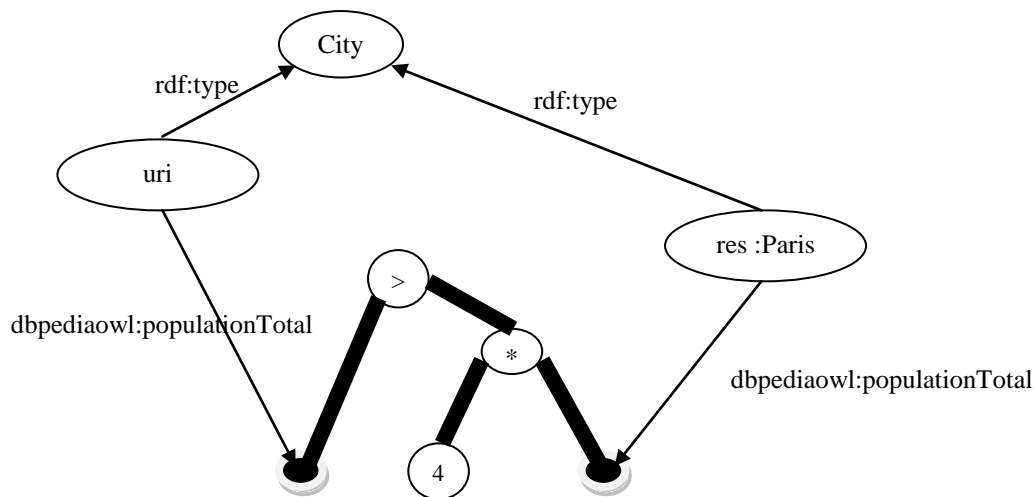 City
rdf:type
rdf:type
uri
res :Paris
>
dbpediaowl:populationTotal
*
dbpediaowl:populationTotal
4